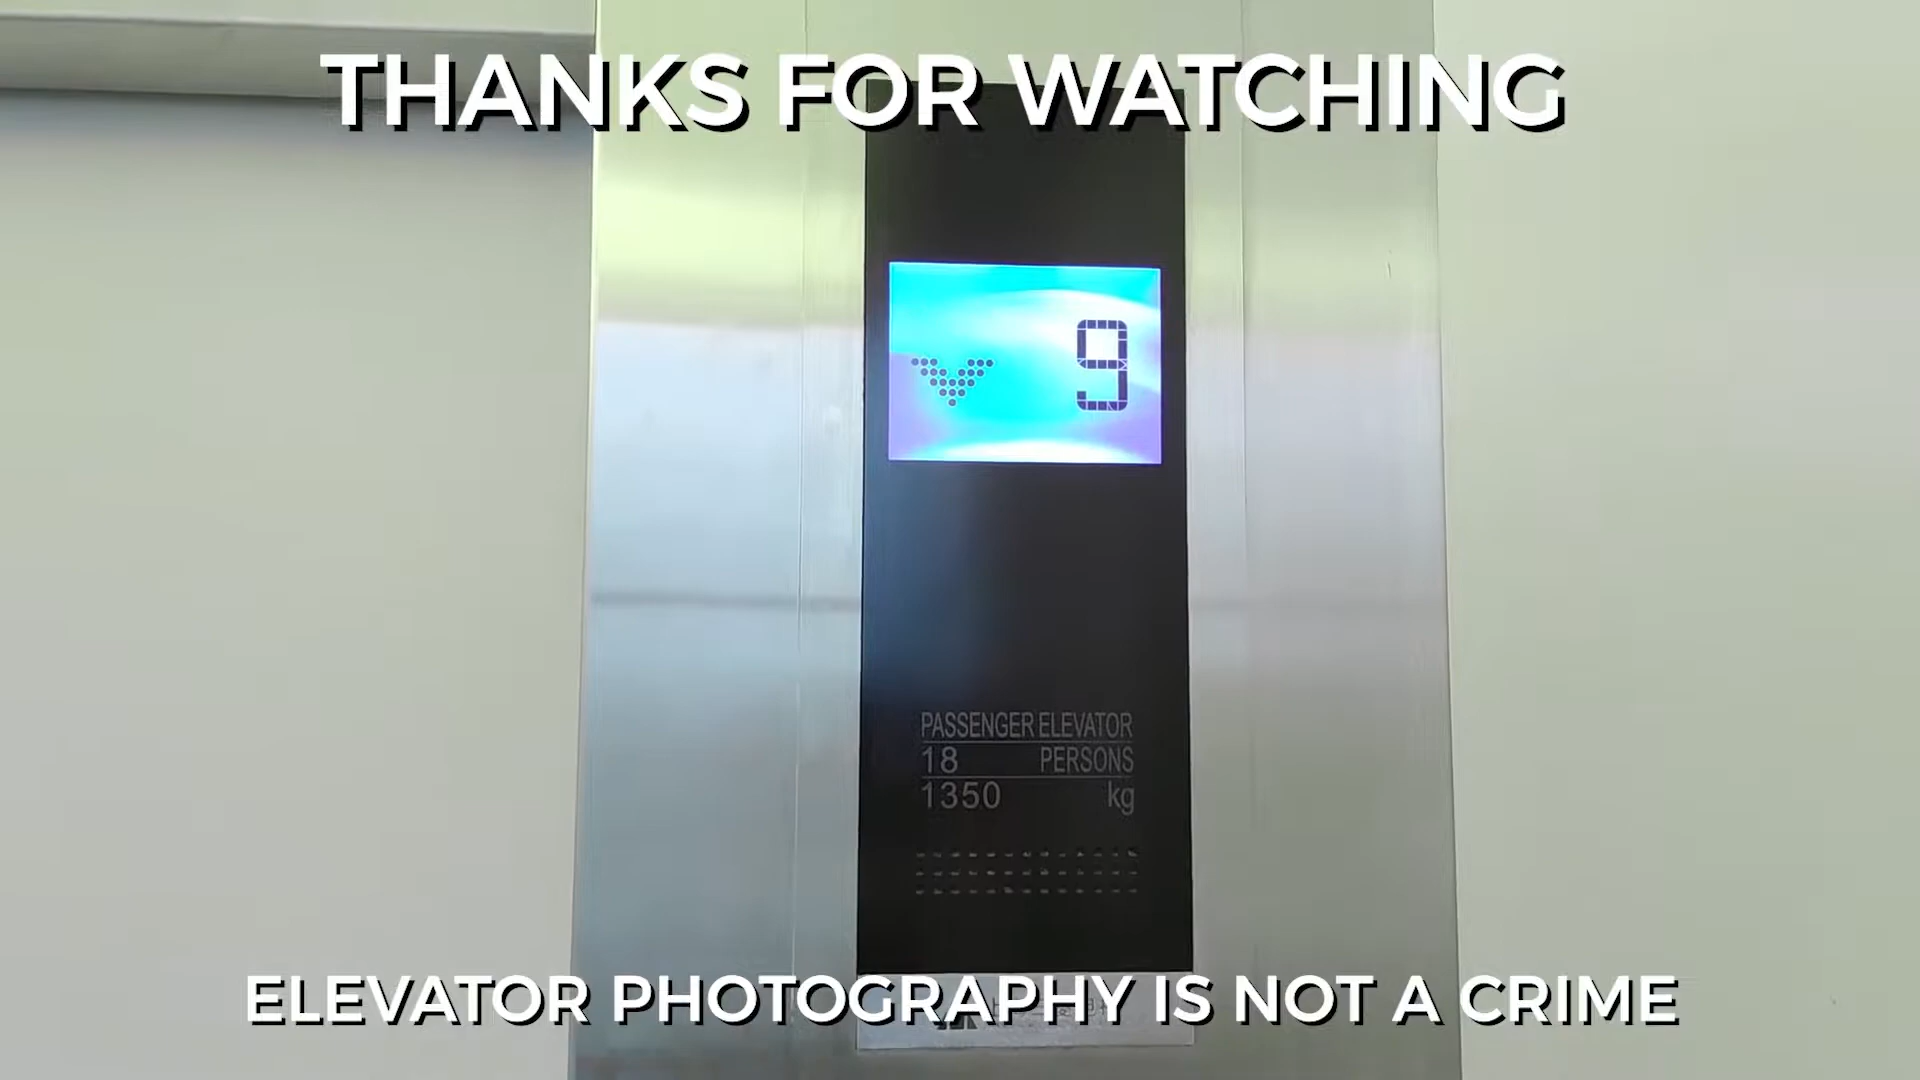 THANKS FOR WATCHING
9
PASSENGER ELEVATOR
18 PERSONS
1350 kg
ELEVATOR PHOTOGRAPHY IS NOT A CRIME